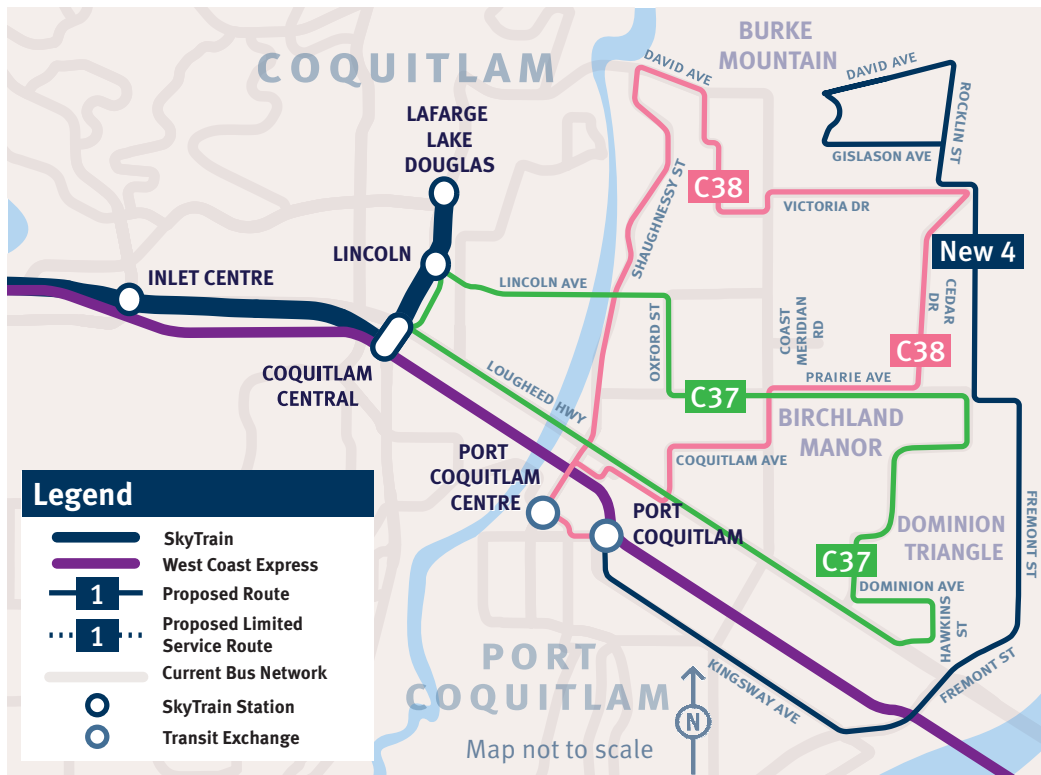 COQUITLAM
BURKE
MOUNTAIN
DAVID AVE
DAVID AVE
ROCKLIN ST
GISLASON AVE
LAFARGE
LAKE
DOUGLAS
C38
VICTORIA DR
SHAUGHNESSY ST
LINCOLN
New 4
INLET CENTRE
LINCOLN AVE
CEDAR
DR
OXFORD ST
COAST
MERIDIAN
RD
C38
COQUITLAM
CENTRAL
LOUGHEED HWY
PRAIRIE AVE
C37
BIRCHLAND
MANOR
COQUITLAM AVE
PORT
COQUITLAM
CENTRE
PORT
COQUITLAM
FREMONT ST
DOMINION
TRIANGLE
C37
DOMINION AVE
HAWKINS
ST
FREMONT ST
KINGSWAY AVE
PORT
COQUITLAM
N
Map not to scale
Legend
SkyTrain
West Coast Express
1 Proposed Route
1 Proposed Limited
Service Route
Current Bus Network
SkyTrain Station
Transit Exchange